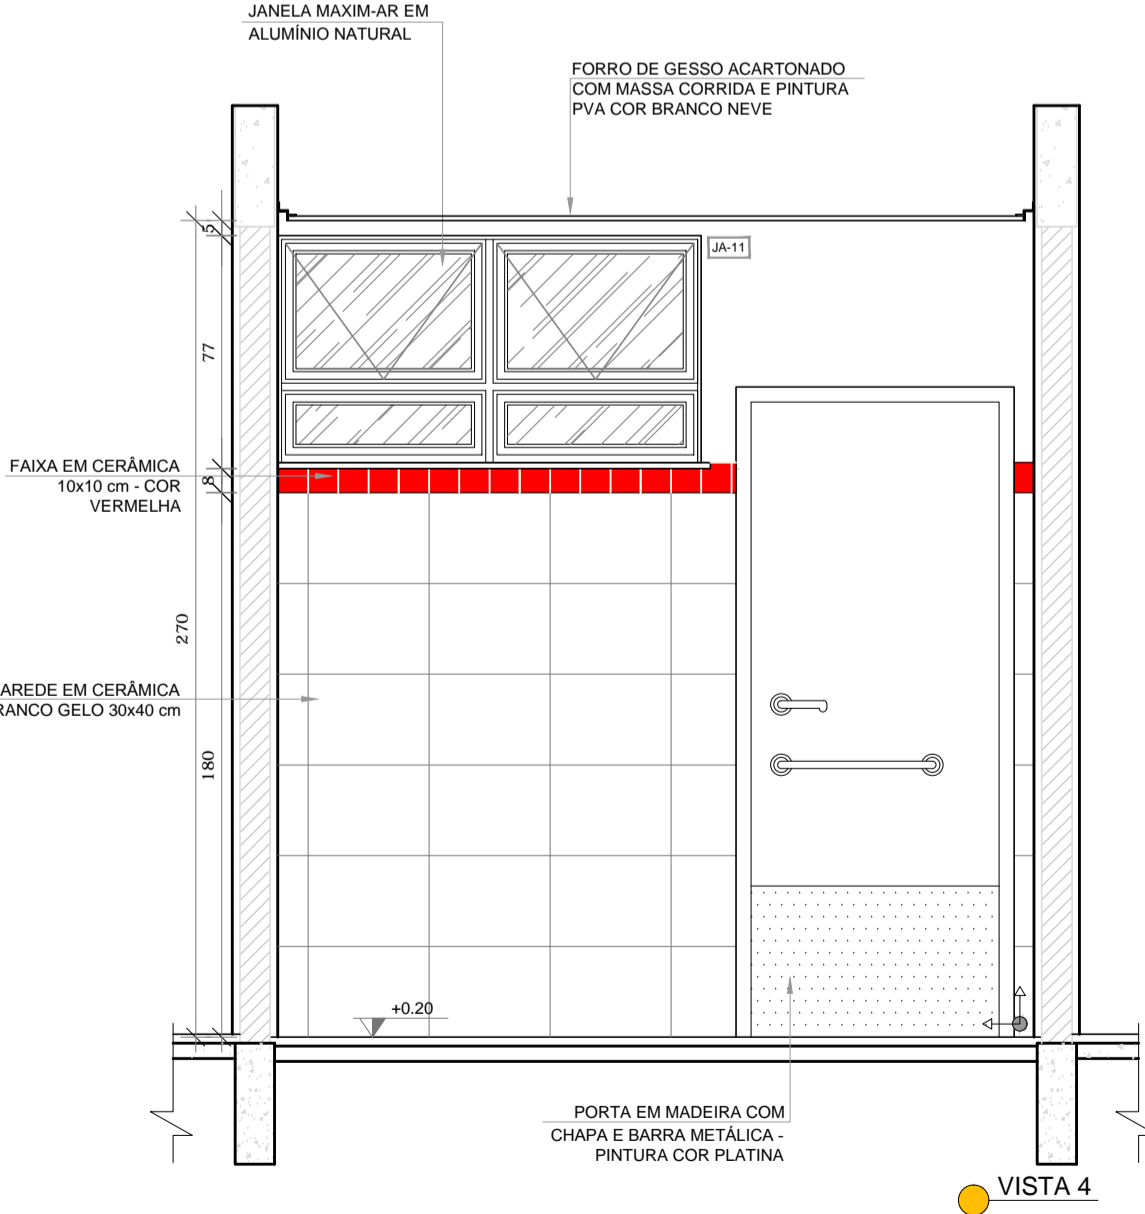 JANELA MAXIM-AR EM
ALUMÍNIO NATURAL
FORRO DE GESSO ACARTONADO
COM MASSA CORRIDA E PINTURA
PVA COR BRANCO NEVE
5
JA-11
77
FAIXA EM CERÂMICA
10x10 cm - COR
VERMELHA
8
270
AREDE EM CERÂMICA
RANCO GELO 30x40 cm
180
+0.20
PORTA EM MADEIRA COM
CHAPA E BARRA METÁLICA -
PINTURA COR PLATINA
VISTA 4